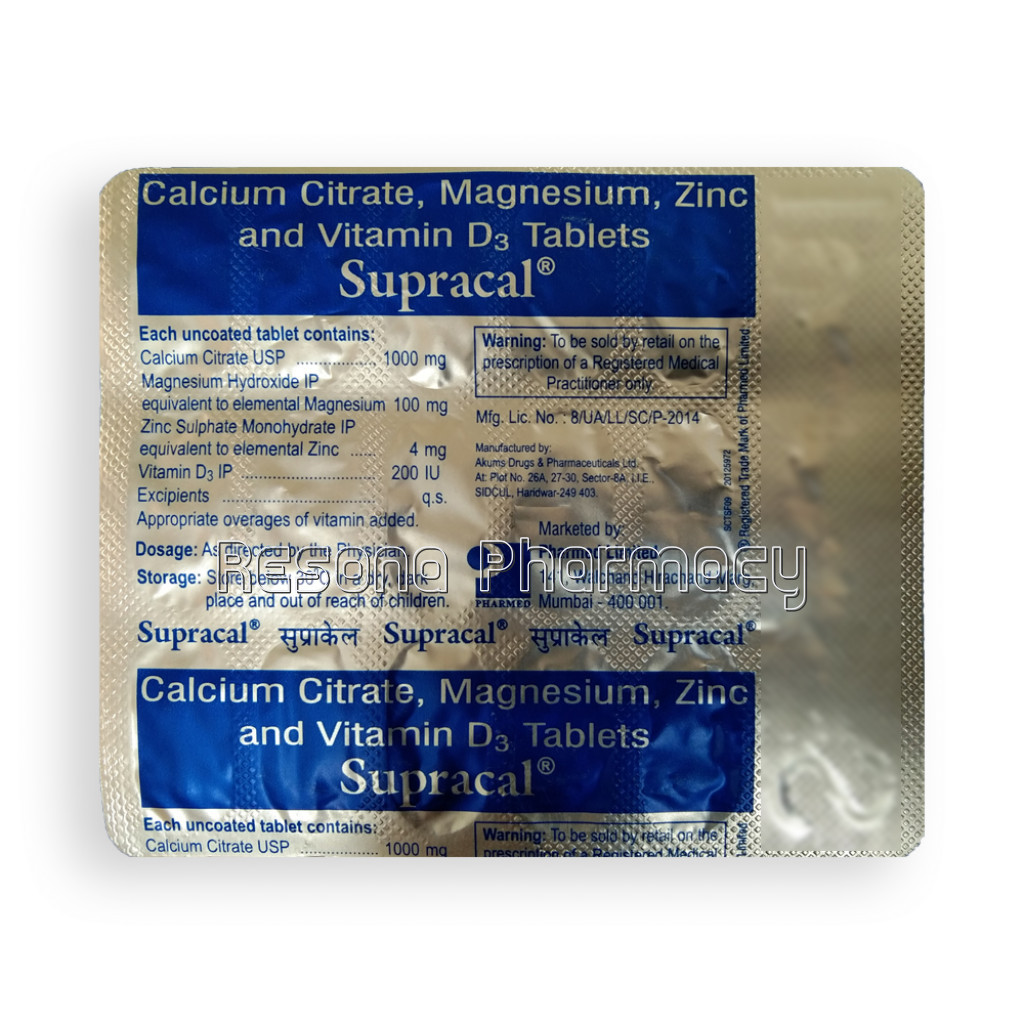 Calcium Citrate, Magnesium, Zinc
and Vitamin D3 Tablets
Supracal®
Each uncoated tablet contains:
Calcium Citrate USP .................. 1000 mg
Magnesium Hydroxide IP
equivalent to elemental Magnesium 100 mg
Zinc Sulphate Monohydrate IP
equivalent to elemental Zinc ...... 4 mg
Vitamin D3 IP ................................ 200 IU
Excipients ...................................... q.s.
Appropriate overages of vitamin added.
Dosage: As directed by the Physician.
Storage: Store below 25°C in a dry, dark
place and out of reach of children.
Warning: To be sold by retail on the
prescription of a Registered Medical
Practitioner only.
Mfg. Lic. No. : 8/UA/LL/SC/P-2014
Manufactured by:
Akums Drugs & Pharmaceuticals Ltd.
At: Plot No. 26A, 27-30, Sector-8A, I.I.E.,
SIDCUL, Haridwar-249 403.
Marketed by:
Pharmed Limited
Walchand Hirachand Marg,
Mumbai - 400 001.
PHARMED
SCTSF09 20125972
® Registered Trade Mark of Pharmed Limited
Resona Pharmacy
Supracal® सुप्राकेल Supracal® सुप्राकेल Supracal®
Calcium Citrate, Magnesium, Zinc
and Vitamin D3 Tablets
Supracal®
Each uncoated tablet contains:
Calcium Citrate USP .................. 1000 mg
Warning: To be sold by retail on the
prescription of a Registered Medical
Limited